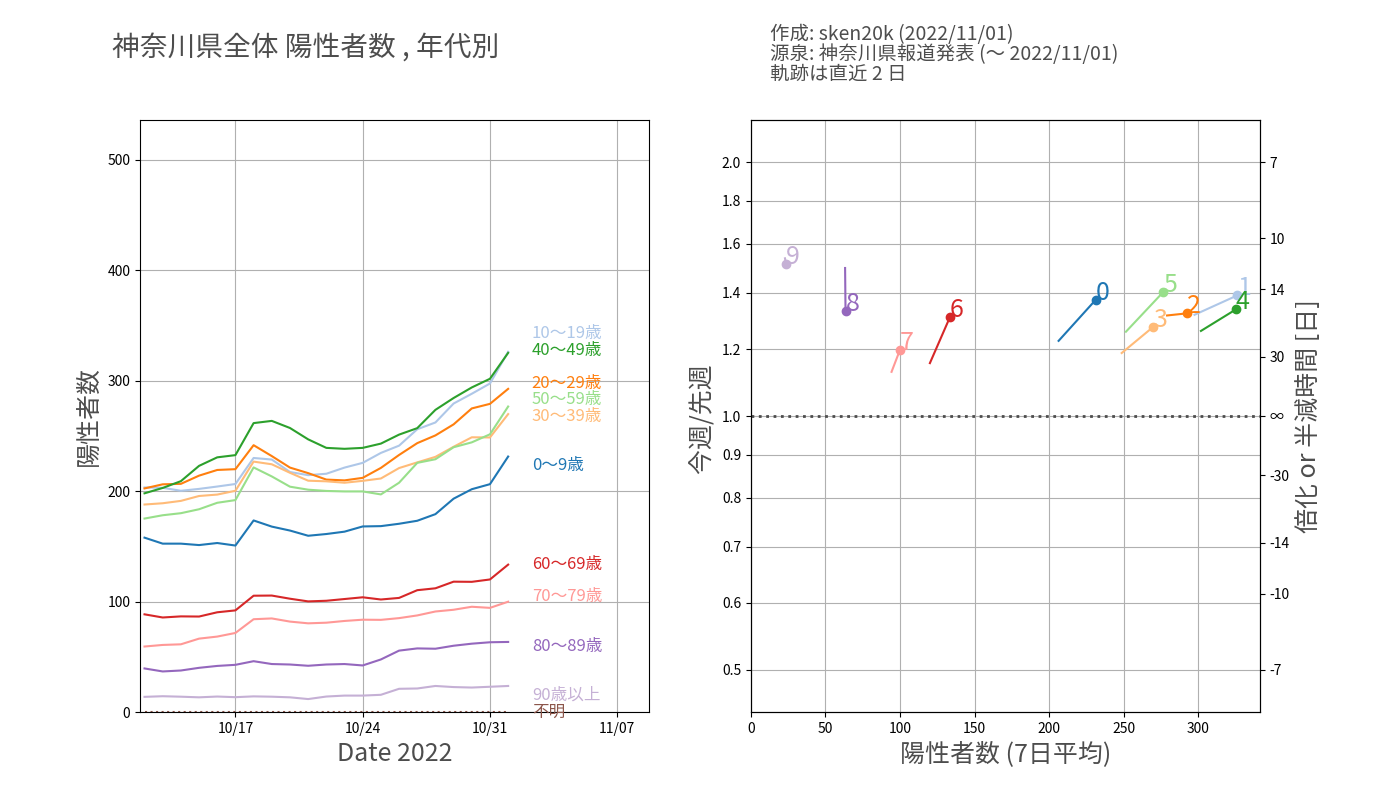 神奈川県全体 陽性者数 , 年代別
作成: sken20k (2022/11/01)
源泉: 神奈川県報道発表 (〜 2022/11/01)
軌跡は直近 2 日
陽性者数
500
400
300
200
100
0
10〜19歳
40〜49歳
20〜29歳
50〜59歳
30〜39歳
0〜9歳
60〜69歳
70〜79歳
80〜89歳
90歳以上
不明
10/17
10/24
10/31
11/07
Date 2022
今週/先週
2.0
1.8
1.6
1.4
1.2
1.0
0.9
0.8
0.7
0.6
0.5
9
8
7
6
0
5
3
2
1
4
0
50
100
150
200
250
300
陽性者数 (7日平均)
7
10
14
30
∞
-30
-14
-10
-7
倍化 or 半減時間 [日]